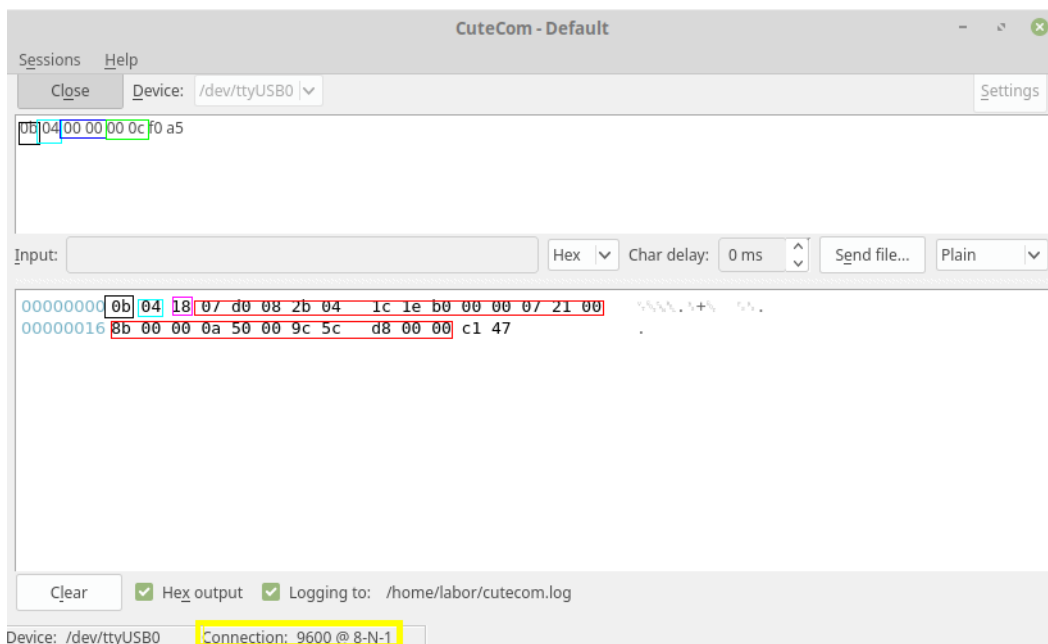 CuteCom - Default
Sessions Help
Close Device: /dev/ttyUSB0 Settings
0b 04 00 00 00 0c f0 a5
Input: Hex Char delay: 0 ms Send file... Plain
00000000 0b 04 18 07 d0 08 2b 04 1c 1e b0 00 00 07 21 00
00000016 8b 00 00 0a 50 00 9c 5c d8 00 00 c1 47 .
Clear Hex output Logging to: /home/labor/cutecom.log
Device: /dev/ttyUSB0 Connection: 9600 @ 8-N-1